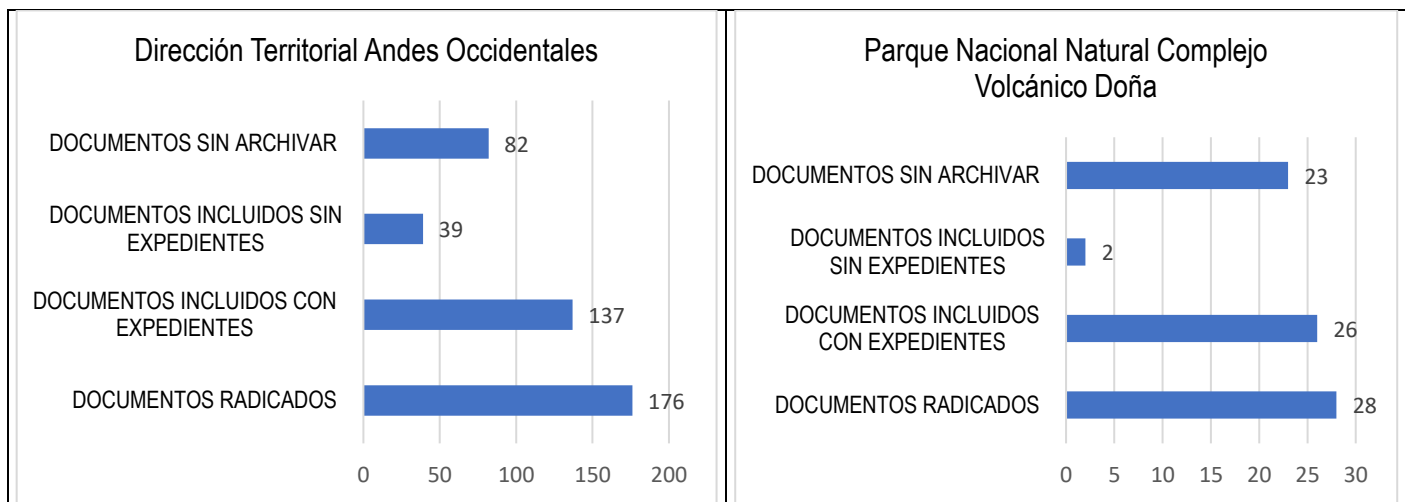 Dirección Territorial Andes Occidentales
DOCUMENTOS SIN ARCHIVAR
82
DOCUMENTOS INCLUIDOS SIN
EXPEDIENTES
39
DOCUMENTOS INCLUIDOS CON
EXPEDIENTES
137
DOCUMENTOS RADICADOS
176
0 50 100 150 200
Parque Nacional Natural Complejo
Volcánico Doña
DOCUMENTOS SIN ARCHIVAR
23
DOCUMENTOS INCLUIDOS
SIN EXPEDIENTES
2
DOCUMENTOS INCLUIDOS
CON EXPEDIENTES
26
DOCUMENTOS RADICADOS
28
0 5 10 15 20 25 30